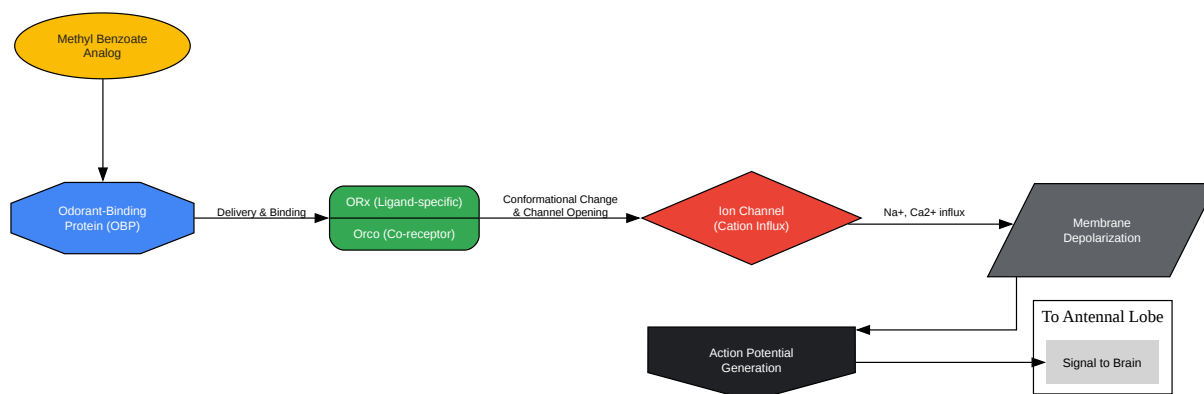 Methyl Benzoate
Analog
Odorant-Binding
Protein (OBP)
Delivery & Binding
ORx (Ligand-specific)
Orco (Co-receptor)
Conformational Change
& Channel Opening
Ion Channel
(Cation Influx)
Na+, Ca2+ influx
Membrane
Depolarization
Action Potential
Generation
To Antennal Lobe
Signal to Brain